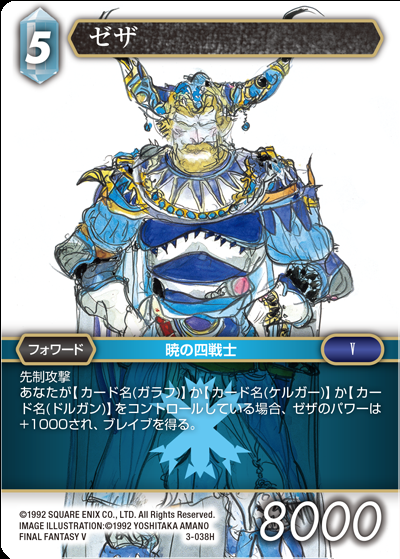 5
ゼザ
フォワード
暁の四戦士
V
先制攻撃
あなたが【カード名(ガラフ)】か【カード名(ケルガー)】か【カー
ド名(ドルガン)】をコントロールしている場合、ゼザのパワーは
+1000され、ブレイブを得る。
©1992 SQUARE ENIX CO., LTD. All Rights Reserved.
IMAGE ILLUSTRATION:©1992 YOSHITAKA AMANO
FINAL FANTASY V
3-038H
8000